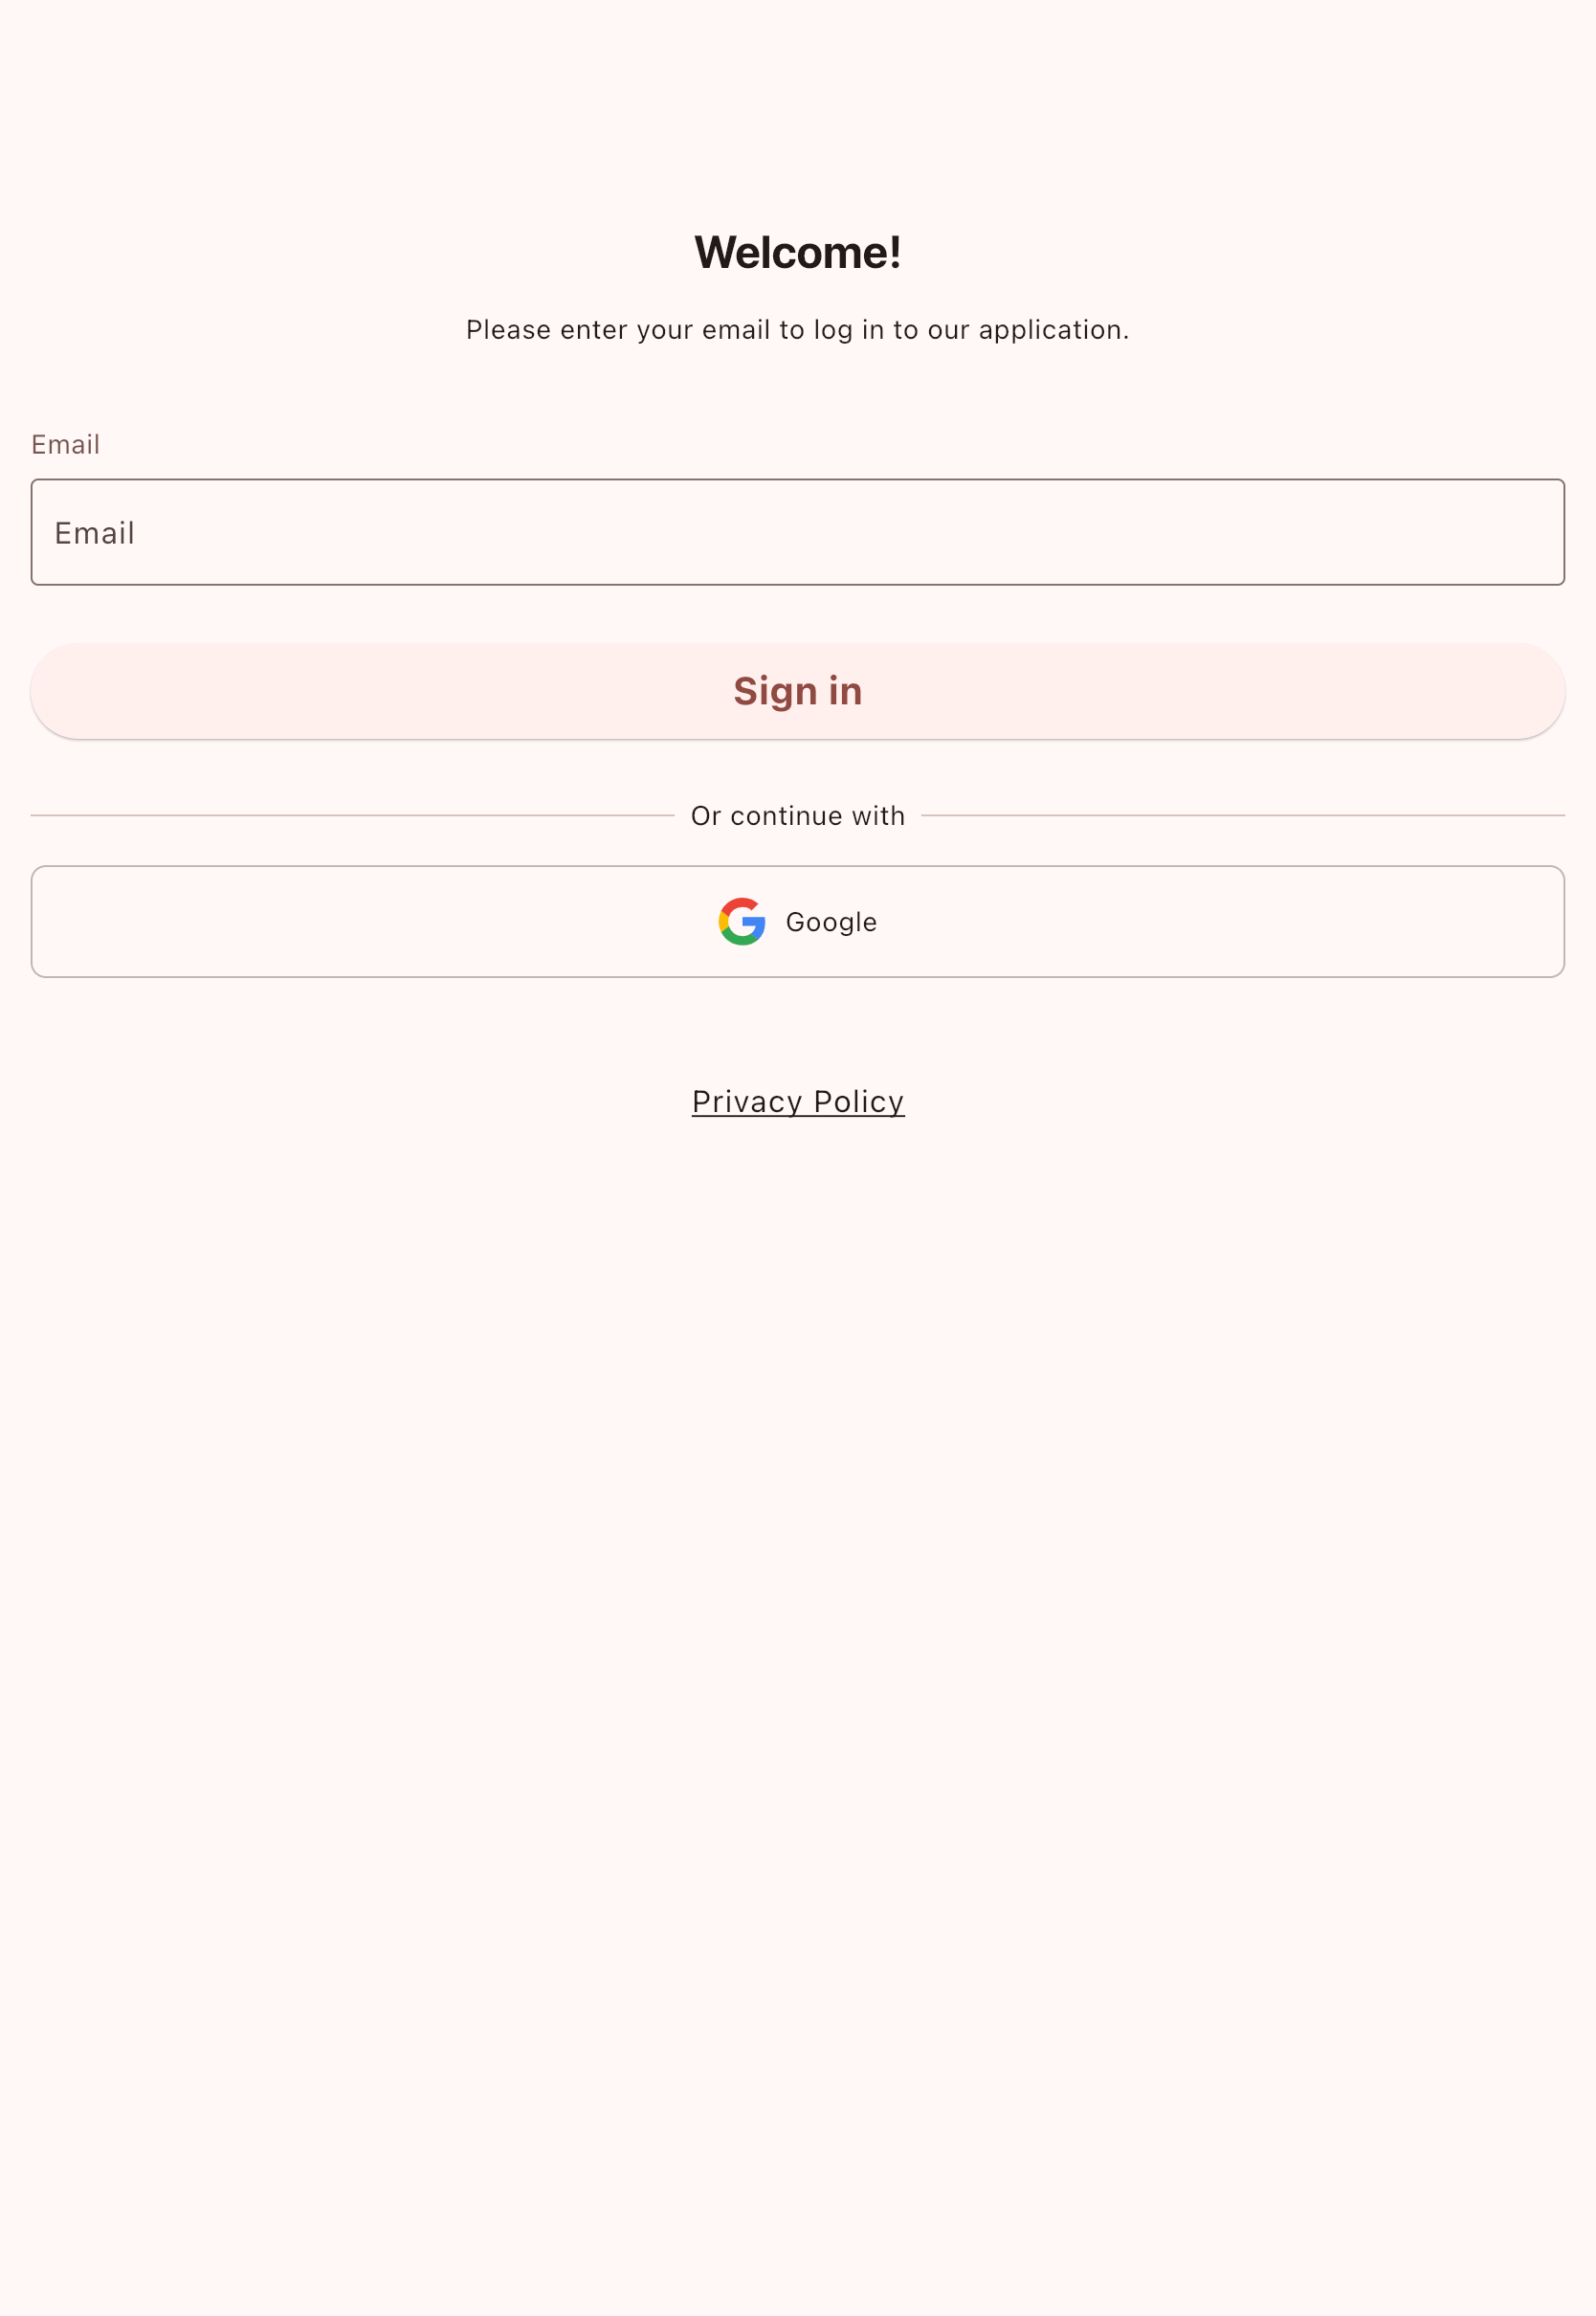 Welcome!
Please enter your email to log in to our application.
Email
Email
Sign in
Or continue with
Google
Privacy Policy